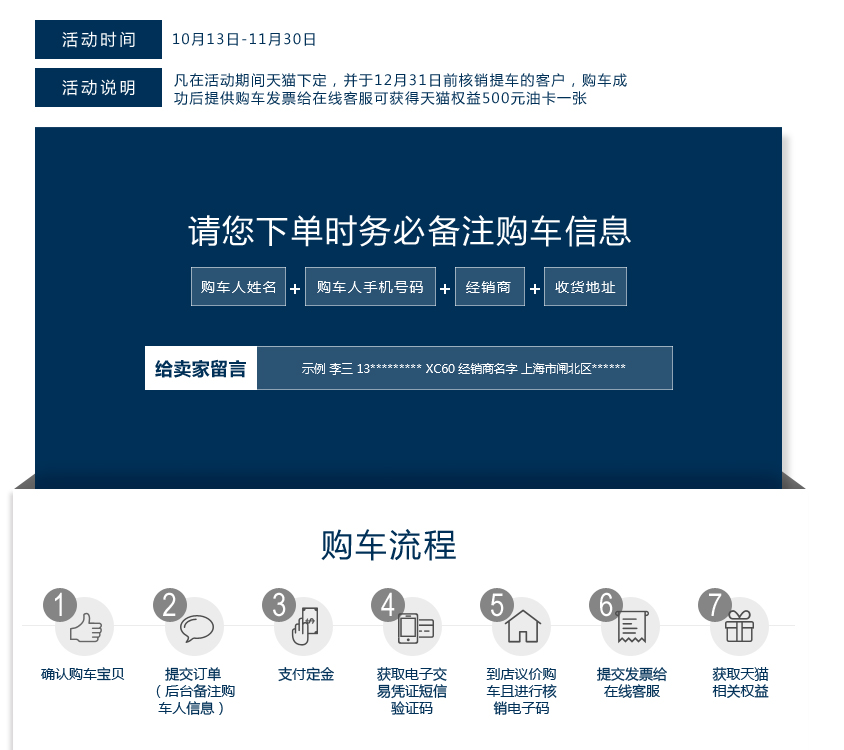 活动时间
10月13日-11月30日
活动说明
凡在活动期间天猫下定，并于12月31日前核销提车的客户，购车成
功后提供购车发票给在线客服可获得天猫权益500元油卡一张
请您下单时务必备注购车信息
购车人姓名 + 购车人手机号码 + 经销商 + 收货地址
给卖家留言
示例 李三 13********* XC60 经销商名字 上海市闸北区******
购车流程
1
确认购车宝贝
2
提交订单
（后台备注购
车人信息）
3
支付定金
4
获取电子交
易凭证短信
验证码
5
到店议价购
车且进行核
销电子码
6
提交发票给
在线客服
7
获取天猫
相关权益